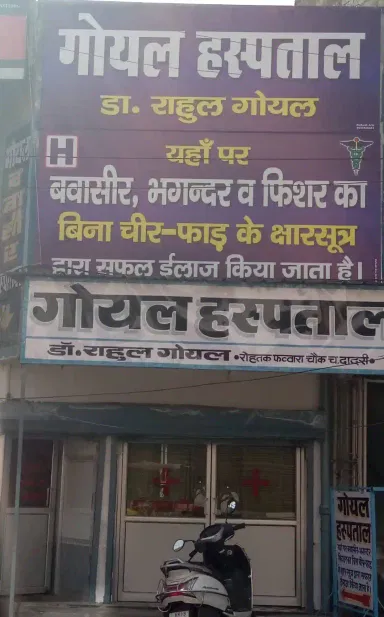 गोयल हस्पताल
डा. राहुल गोयल
H
यहाँ पर
बवासीर, भगन्दर व फिशर का
बिना चीर-फाड़ के क्षारसूत्र
द्वारा सफल ईलाज किया जाता है।
गोयल हस्पताल
डॉ. राहुल गोयल • रोहतक फव्वारा चौक च.दादरी •
गोयल
हस्पताल